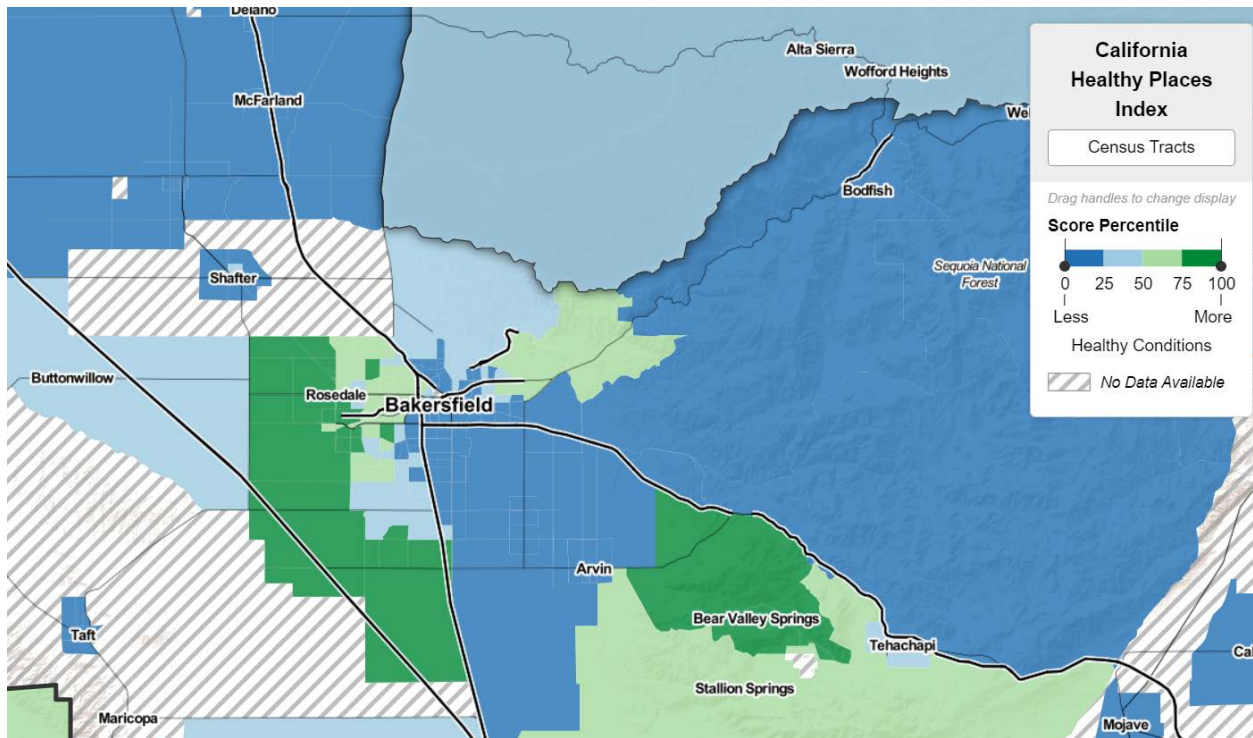 Delano
McFarland
Alta Sierra
Wofford Heights
Bodfish
Sequoia National
Forest
Shafter
Buttonwillow
Rosedale
Bakersfield
Arvin
Bear Valley Springs
Tehachapi
Stallion Springs
Taft
Maricopa
Mojave
Wel
Cal
California
Healthy Places
Index
Census Tracts
Drag handles to change display
Score Percentile
0 25 50 75 100
Less More
Healthy Conditions
No Data Available